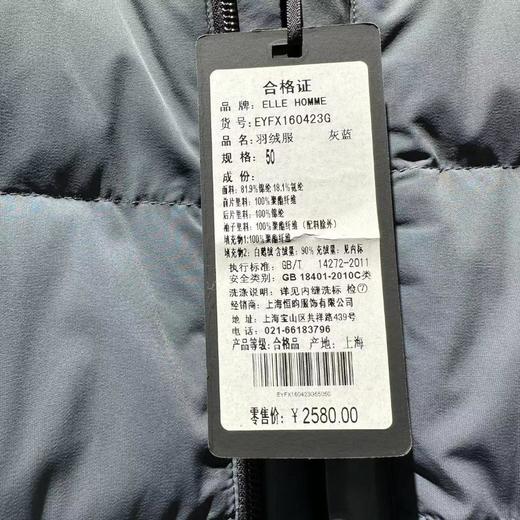 合格证
品 牌: ELLE HOMME
货 号: EYFX160423G
品 名: 羽绒服 灰蓝
规 格: 50
成 份:
面料: 81.9%锦纶 18.1%氨纶
前片里料: 100%聚酯纤维
后片里料: 100%锦纶
袖子里料: 100%聚酯纤维 (配料除外)
填充物1: 100%聚酯纤维
填充物2: 白鹅绒 含绒量: 90% 充绒量: 见内标
执行标准: GB/T 14272-2011
安全类别: GB 18401-2010C类
洗涤说明: 详见内缝洗标 检⑦
经销商: 上海恒昀服饰有限公司
地 址: 上海宝山区共祥路439号
电 话: 021-66183796
产品等级: 合格品 产地: 上海
EYFX160423G65050
零售价: ¥2580.00